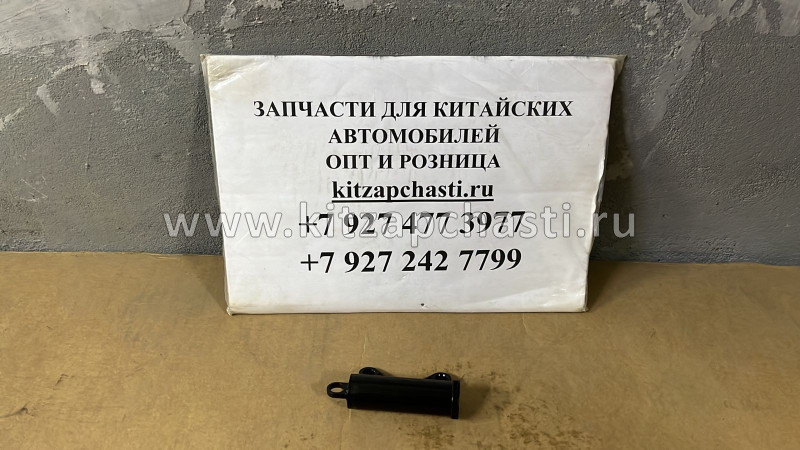 ЗАПЧАСТИ ДЛЯ КИТАЙСКИХ
АВТОМОБИЛЕЙ
ОПТ И РОЗНИЦА
kitzapchasti.ru
+7 927 477 3977
www.kitzapchasti.ru
+7 927 242 7799